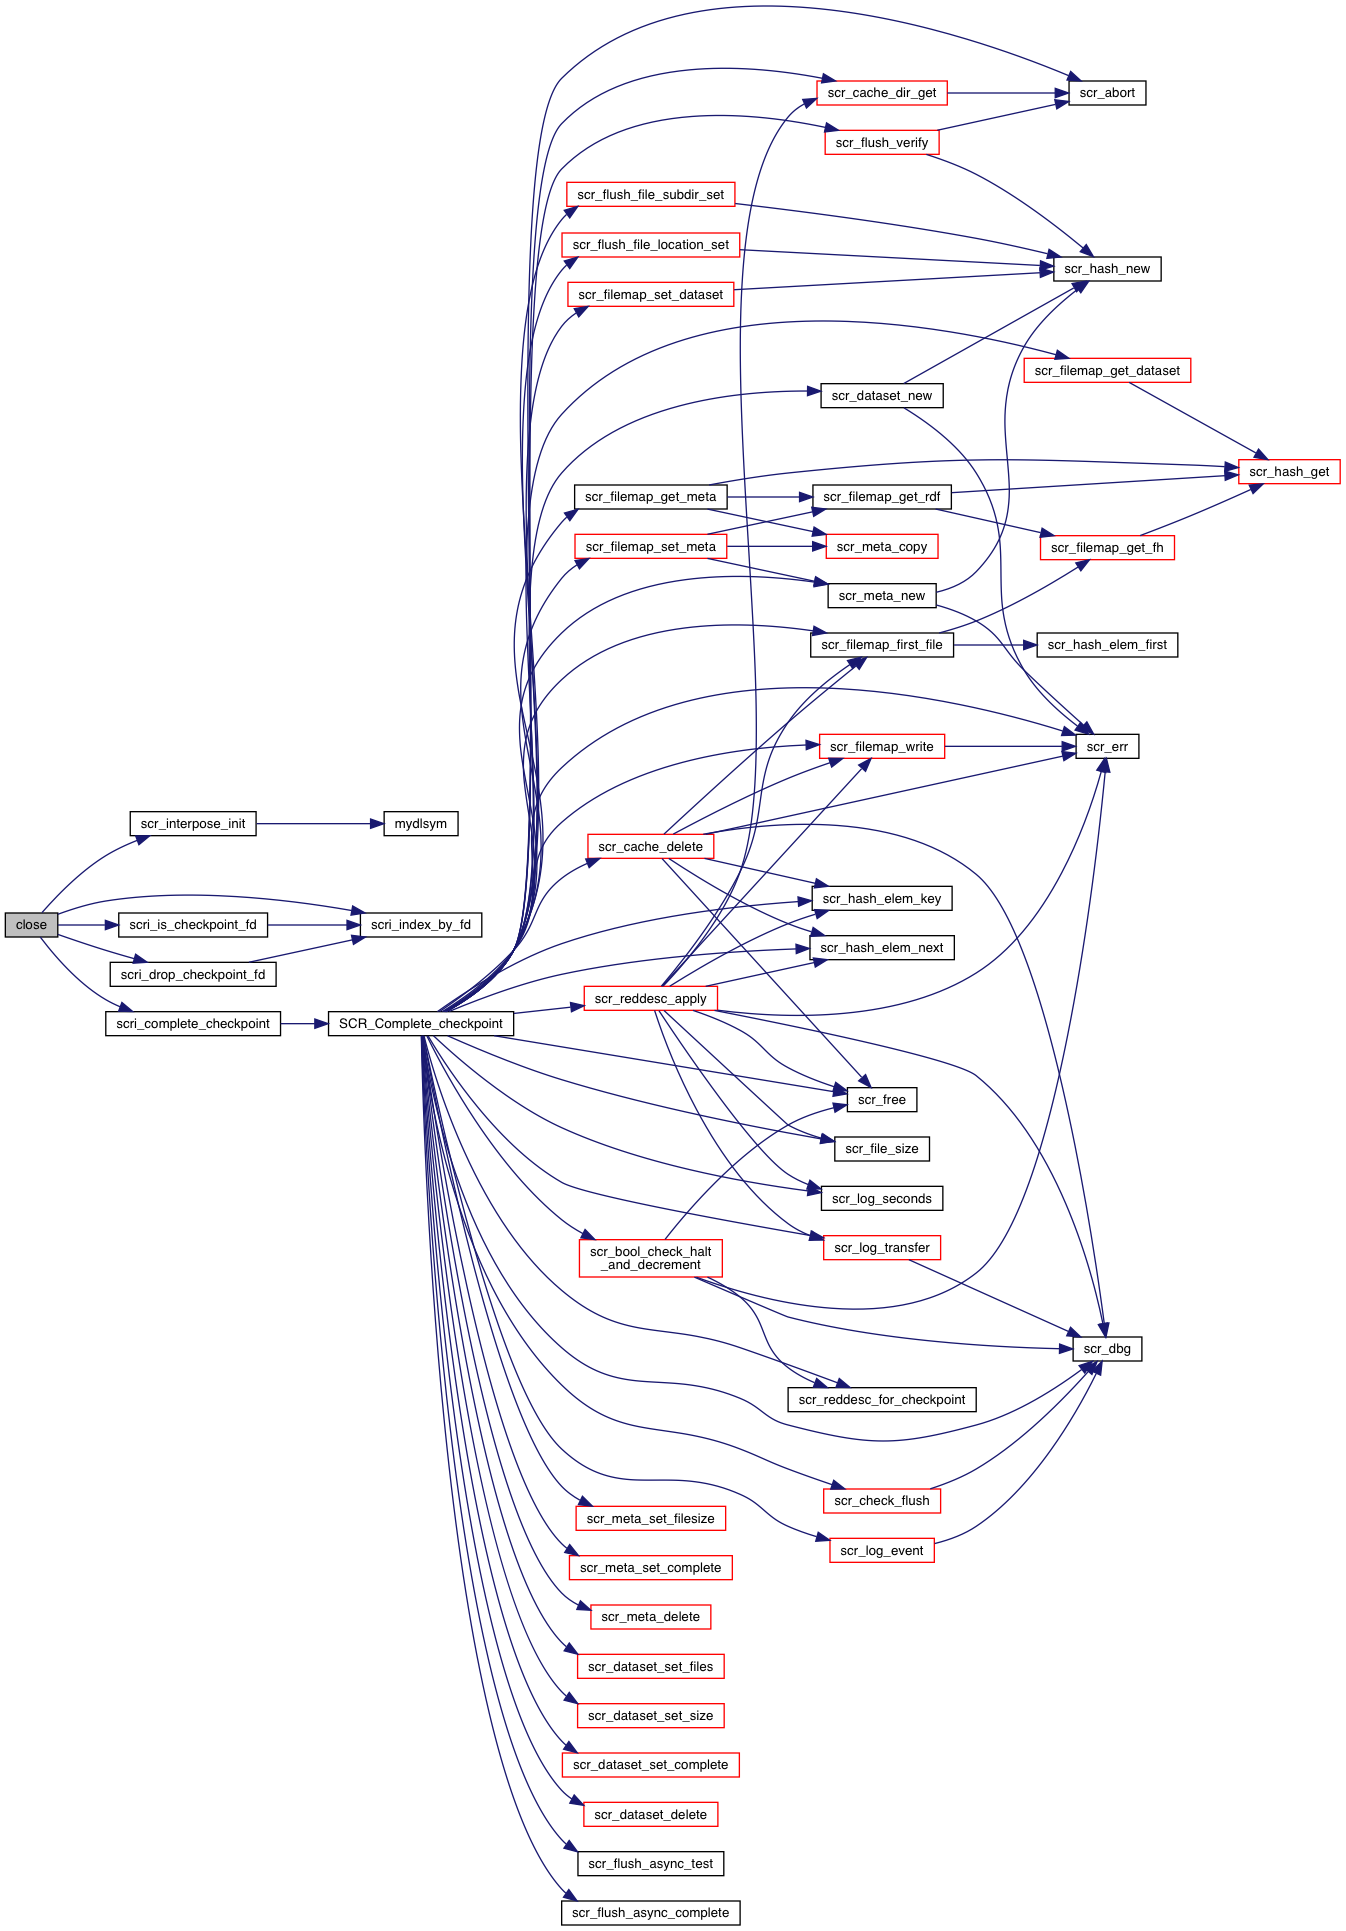 scr_abort
scr_cache_dir_get
scr_flush_verify
scr_flush_file_subdir_set
scr_flush_file_location_set
scr_hash_new
scr_filemap_set_dataset
scr_filemap_get_dataset
scr_dataset_new
scr_hash_get
scr_filemap_get_meta
scr_filemap_get_rdf
scr_filemap_set_meta
scr_meta_copy
scr_filemap_get_fh
scr_meta_new
scr_filemap_first_file
scr_hash_elem_first
scr_filemap_write
scr_err
scr_interpose_init
mydlsym
scr_cache_delete
scr_hash_elem_key
close
scri_is_checkpoint_fd
scri_index_by_fd
scr_hash_elem_next
scri_drop_checkpoint_fd
scr_reddesc_apply
scri_complete_checkpoint
SCR_Complete_checkpoint
scr_free
scr_file_size
scr_log_seconds
scr_bool_check_halt
_and_decrement
scr_log_transfer
scr_dbg
scr_reddesc_for_checkpoint
scr_check_flush
scr_meta_set_filesize
scr_log_event
scr_meta_set_complete
scr_meta_delete
scr_dataset_set_files
scr_dataset_set_size
scr_dataset_set_complete
scr_dataset_delete
scr_flush_async_test
scr_flush_async_complete